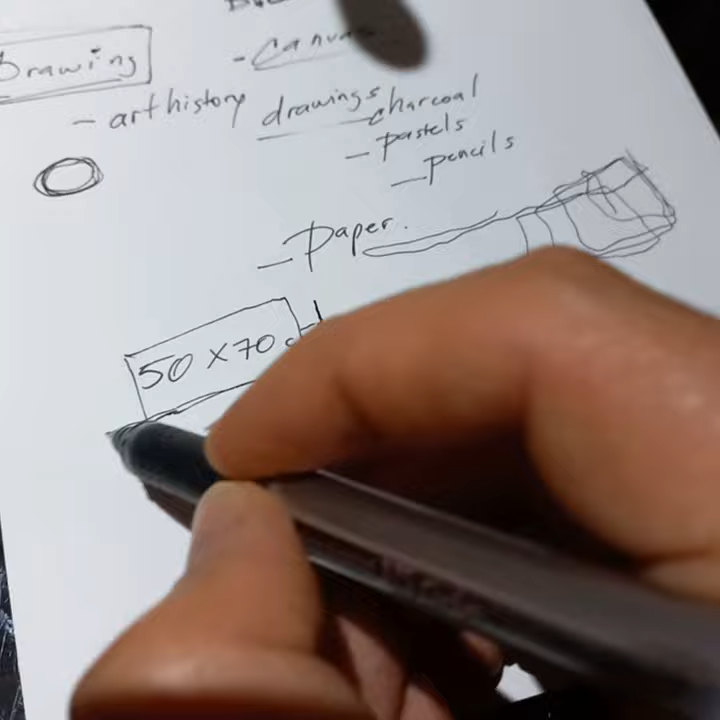 Drawing
- Canvas
- art history
drawings
- charcoal
- pastels
- pencils
- Paper.
50 x 70